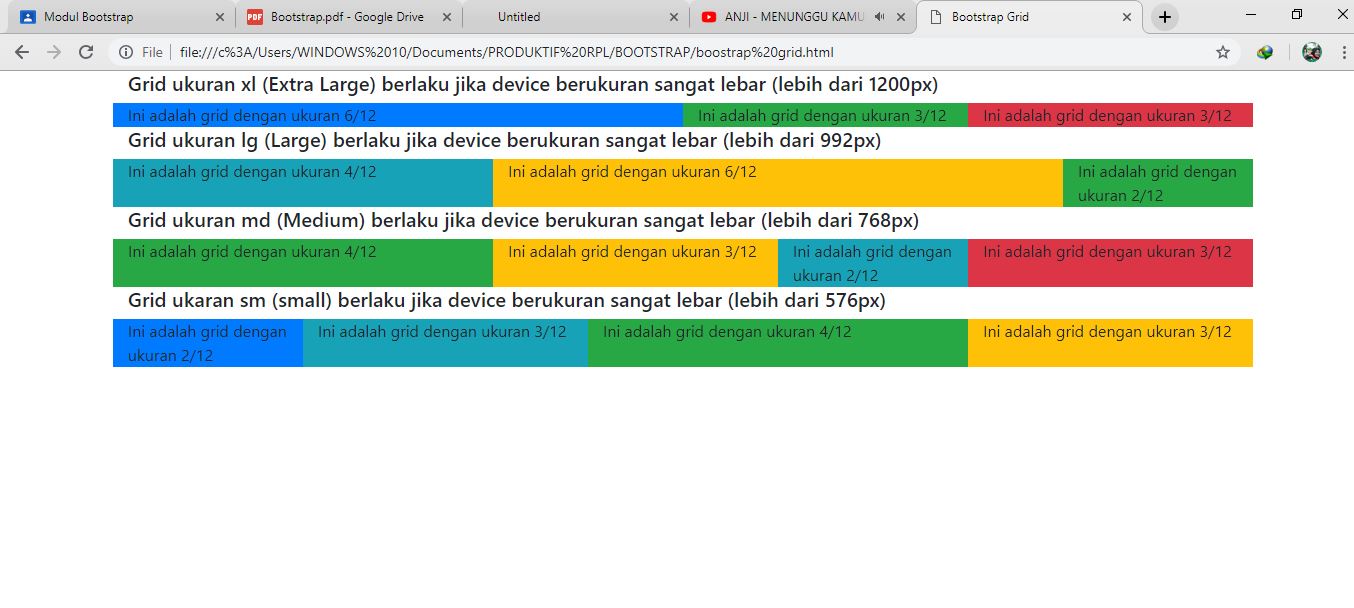 Modul Bootstrap
PDF Bootstrap.pdf - Google Drive
Untitled
ANJI - MENUNGGU KAMU
Bootstrap Grid
File file:///c%3A/Users/WINDOWS%2010/Documents/PRODUKTIF%20RPL/BOOTSTRAP/boostrap%20grid.html
Grid ukuran xl (Extra Large) berlaku jika device berukuran sangat lebar (lebih dari 1200px)
Ini adalah grid dengan ukuran 6/12
Ini adalah grid dengan ukuran 3/12
Ini adalah grid dengan ukuran 3/12
Grid ukuran lg (Large) berlaku jika device berukuran sangat lebar (lebih dari 992px)
Ini adalah grid dengan ukuran 4/12
Ini adalah grid dengan ukuran 6/12
Ini adalah grid dengan
ukuran 2/12
Grid ukuran md (Medium) berlaku jika device berukuran sangat lebar (lebih dari 768px)
Ini adalah grid dengan ukuran 4/12
Ini adalah grid dengan ukuran 3/12
Ini adalah grid dengan
ukuran 2/12
Ini adalah grid dengan ukuran 3/12
Grid ukaran sm (small) berlaku jika device berukuran sangat lebar (lebih dari 576px)
Ini adalah grid dengan
ukuran 2/12
Ini adalah grid dengan ukuran 3/12
Ini adalah grid dengan ukuran 4/12
Ini adalah grid dengan ukuran 3/12